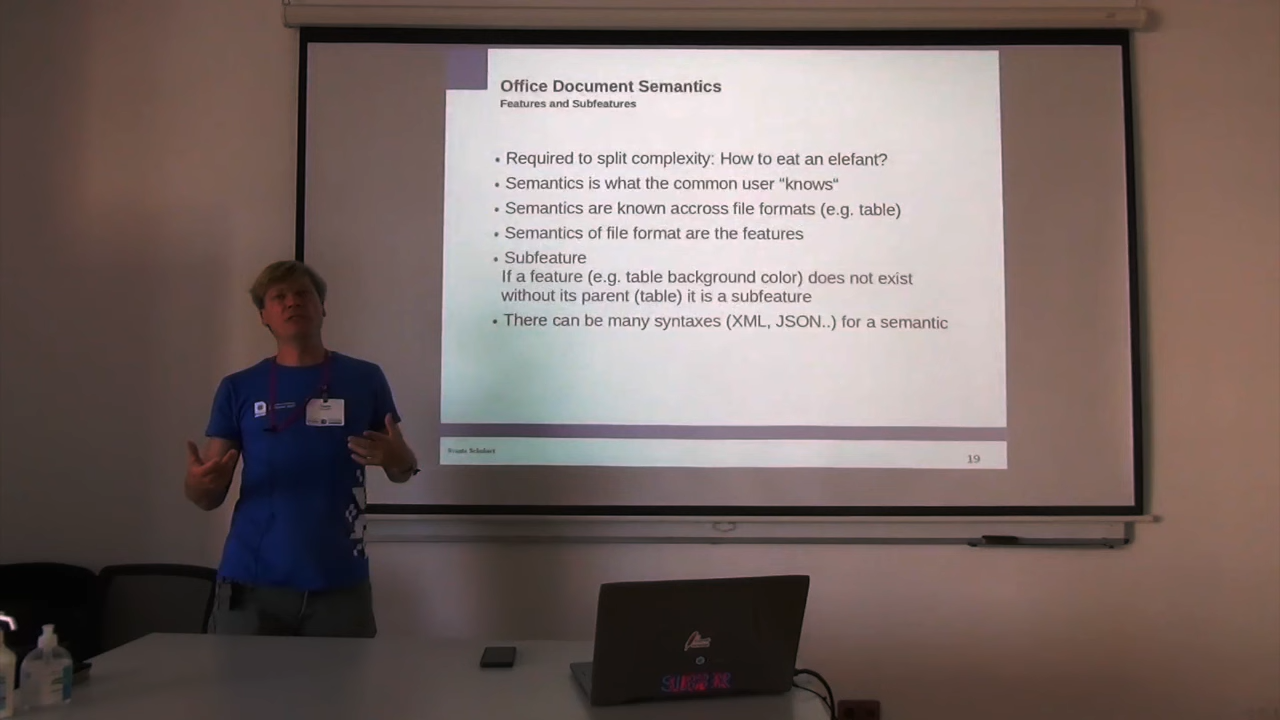 Office Document Semantics
Features and Subfeatures
• Required to split complexity: How to eat an elefant?
• Semantics is what the common user "knows"
• Semantics are known accross file formats (e.g. table)
• Semantics of file format are the features
• Subfeature
If a feature (e.g. table background color) does not exist
without its parent (table) it is a subfeature
• There can be many syntaxes (XML, JSON..) for a semantic
19